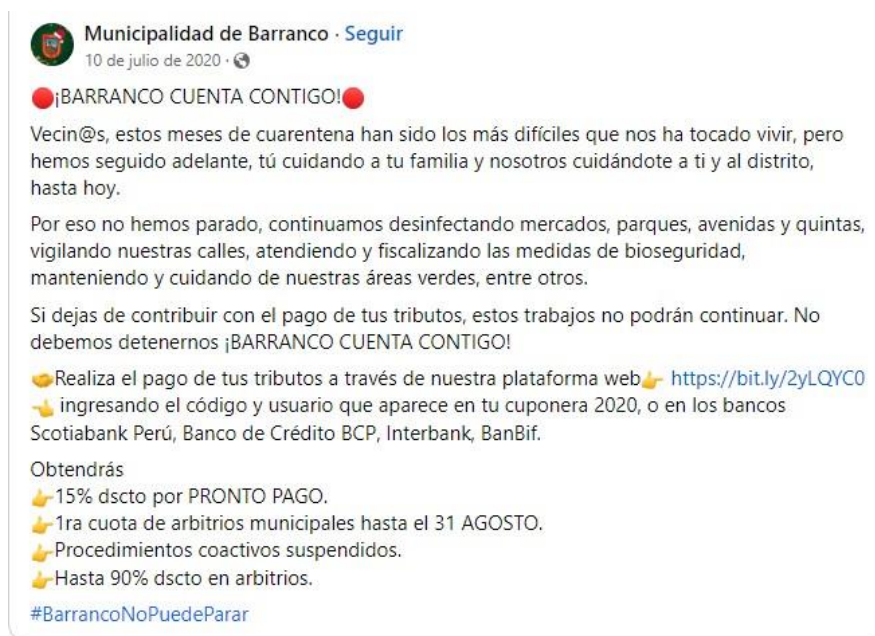 Municipalidad de Barranco · Seguir
10 de julio de 2020 ·
🔴¡BARRANCO CUENTA CONTIGO!🔴
Vecin@s, estos meses de cuarentena han sido los más difíciles que nos ha tocado vivir, pero
hemos seguido adelante, tú cuidando a tu familia y nosotros cuidándote a ti y al distrito,
hasta hoy.
Por eso no hemos parado, continuamos desinfectando mercados, parques, avenidas y quintas,
vigilando nuestras calles, atendiendo y fiscalizando las medidas de bioseguridad,
manteniendo y cuidando de nuestras áreas verdes, entre otros.
Si dejas de contribuir con el pago de tus tributos, estos trabajos no podrán continuar. No
debemos detenernos ¡BARRANCO CUENTA CONTIGO!
🤝Realiza el pago de tus tributos a través de nuestra plataforma web👉 https://bit.ly/2yLQYC0
👈 ingresando el código y usuario que aparece en tu cuponera 2020, o en los bancos
Scotiabank Perú, Banco de Crédito BCP, Interbank, BanBif.
Obtendrás
👉15% dscto por PRONTO PAGO.
👉1ra cuota de arbitrios municipales hasta el 31 AGOSTO.
👉Procedimientos coactivos suspendidos.
👉Hasta 90% dscto en arbitrios.
#BarrancoNoPuedeParar